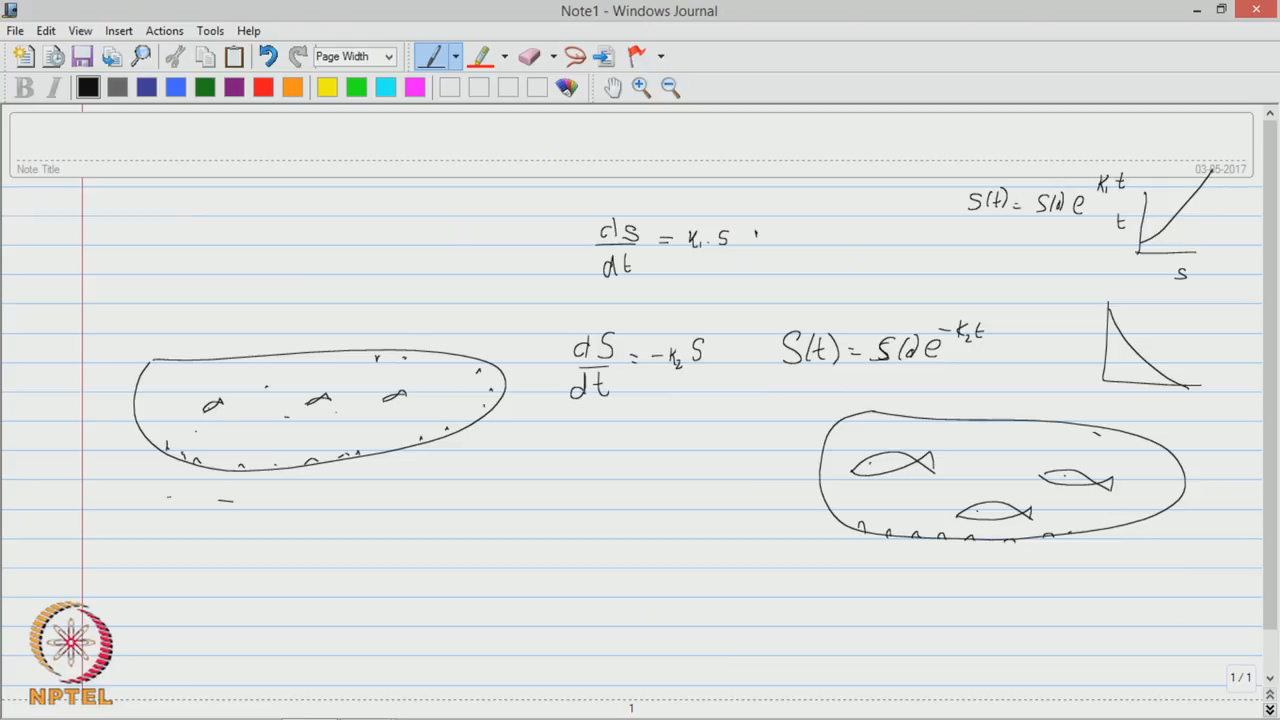 Note1 - Windows Journal
File Edit View Insert Actions Tools Help
Page Width
B I
Note Title
03-05-2017
S(t) = S(0) e^{K₁t}
t
S
dS/dt = K₁. S
dS/dt = -K₂ S
S(t) = S(0) e^{-K₂t}
NPTEL
1 / 1
1